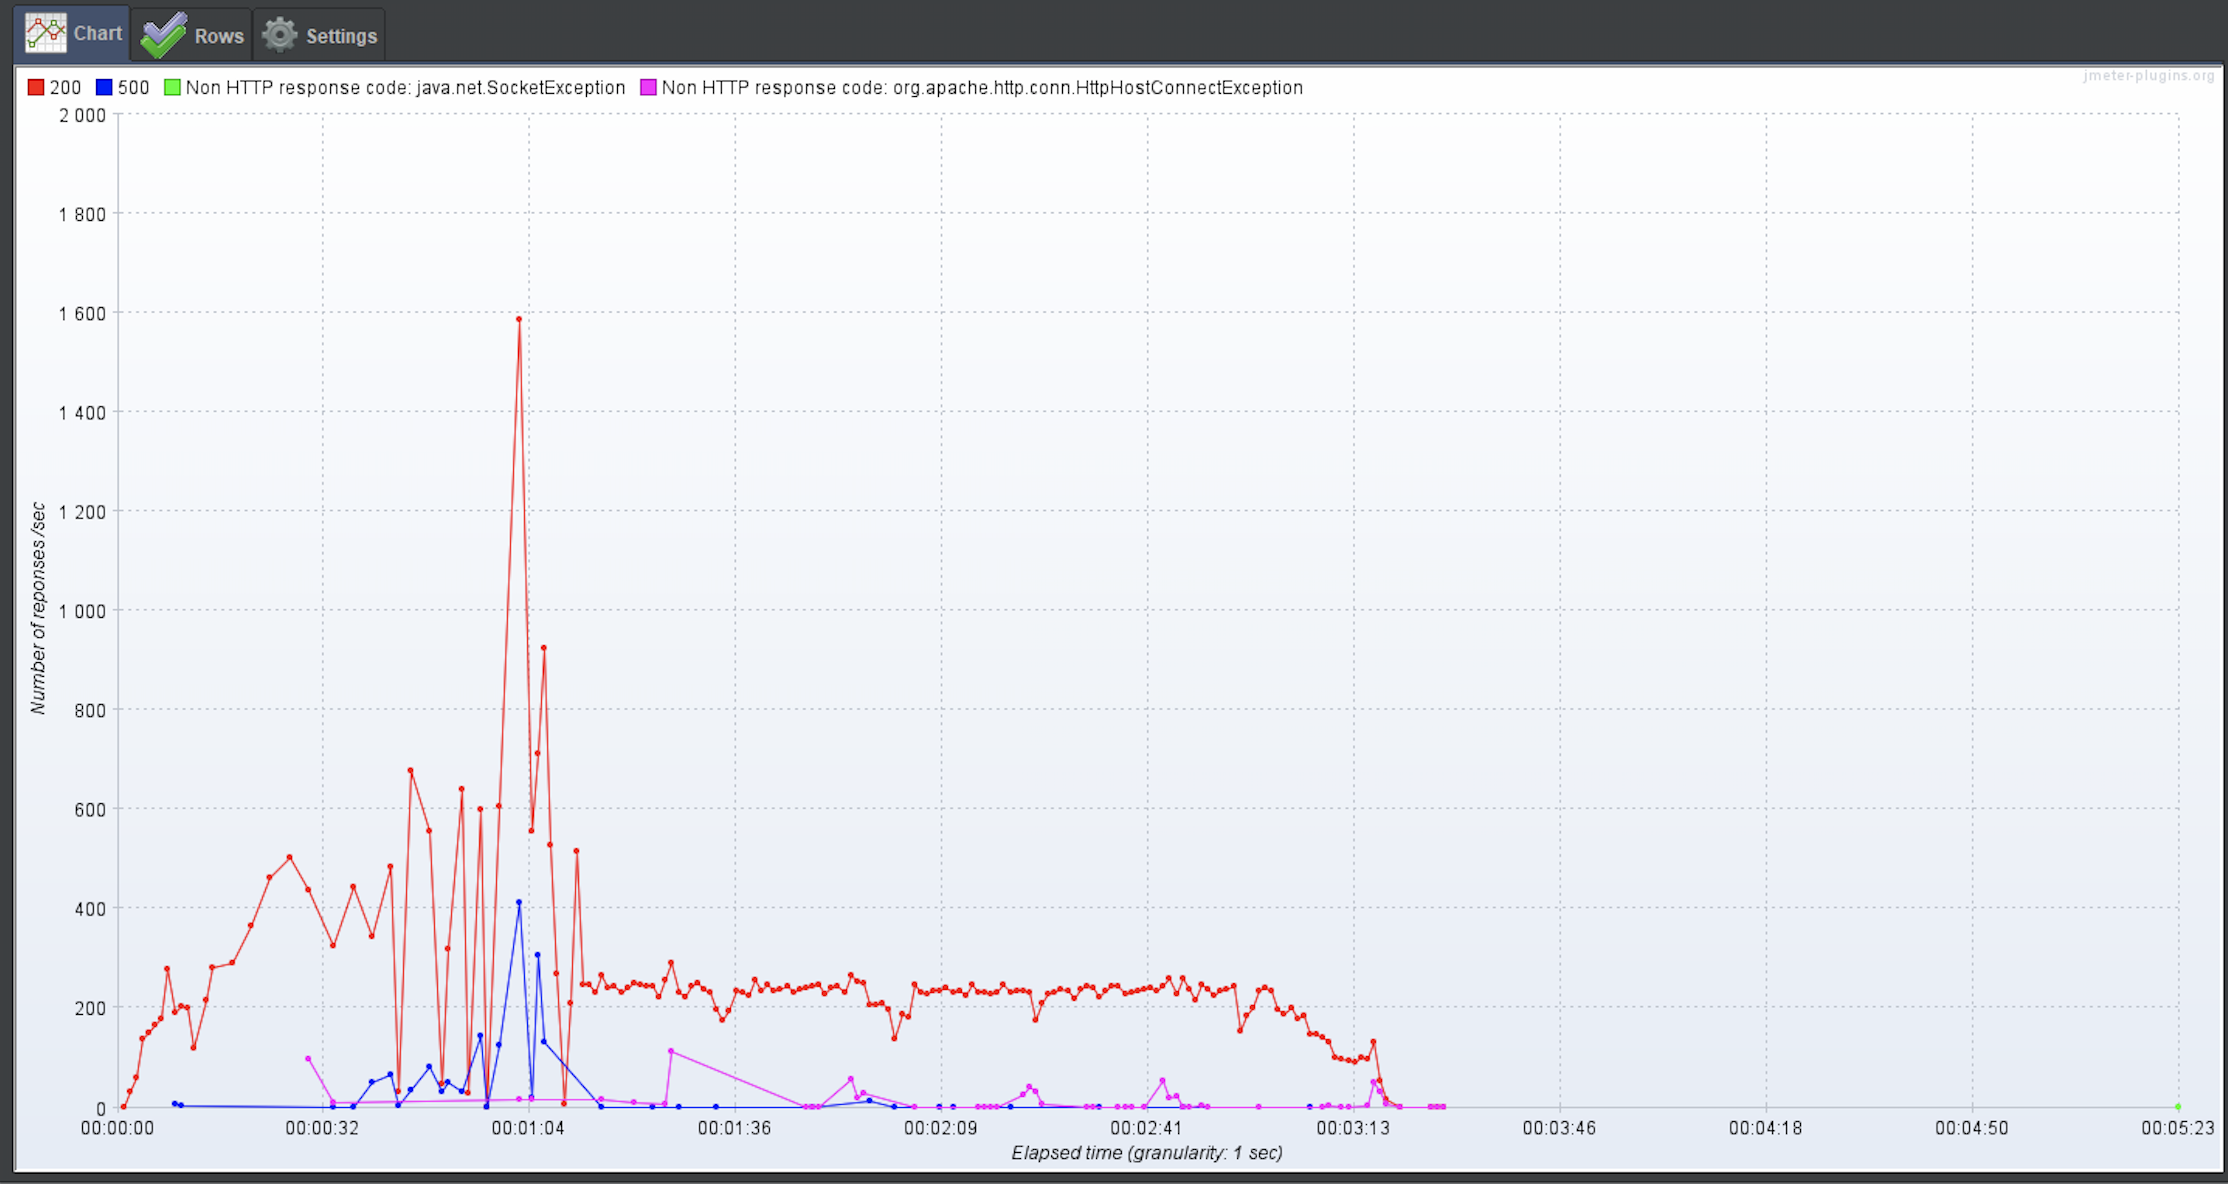 Chart Rows Settings
jmeter-plugins.org
200 500 Non HTTP response code: java.net.SocketException Non HTTP response code: org.apache.http.conn.HttpHostConnectException
2 000
1 800
1 600
1 400
1 200
1 000
800
600
400
200
0
Number of reponses /sec
00:00:00 00:00:32 00:01:04 00:01:36 00:02:09 00:02:41 00:03:13 00:03:46 00:04:18 00:04:50 00:05:23
Elapsed time (granularity: 1 sec)